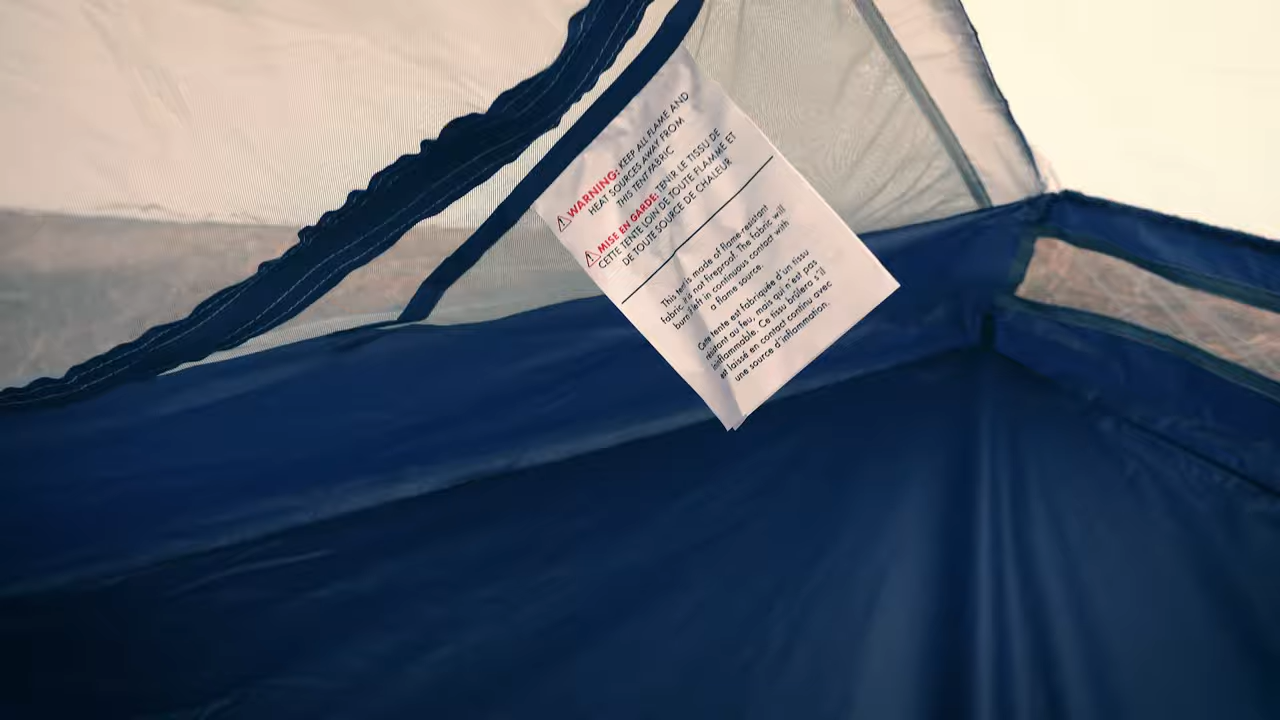 WARNING: KEEP ALL FLAME AND
HEAT SOURCES AWAY FROM
THIS TENT FABRIC
MISE EN GARDE: TENIR LE TISSU DE
CETTE TENTE LOIN DE TOUTE FLAMME ET
DE TOUTE SOURCE DE CHALEUR
This tent is made of flame-resistant
fabric. It is not fireproof. The fabric will
burn if left in continuous contact with
a flame source.
Cette tente est fabriquée d'un tissu
résistant au feu, mais qui n'est pas
ininflammable. Ce tissu brûlera s'il
est laissé en contact continu avec
une source d'inflammation.